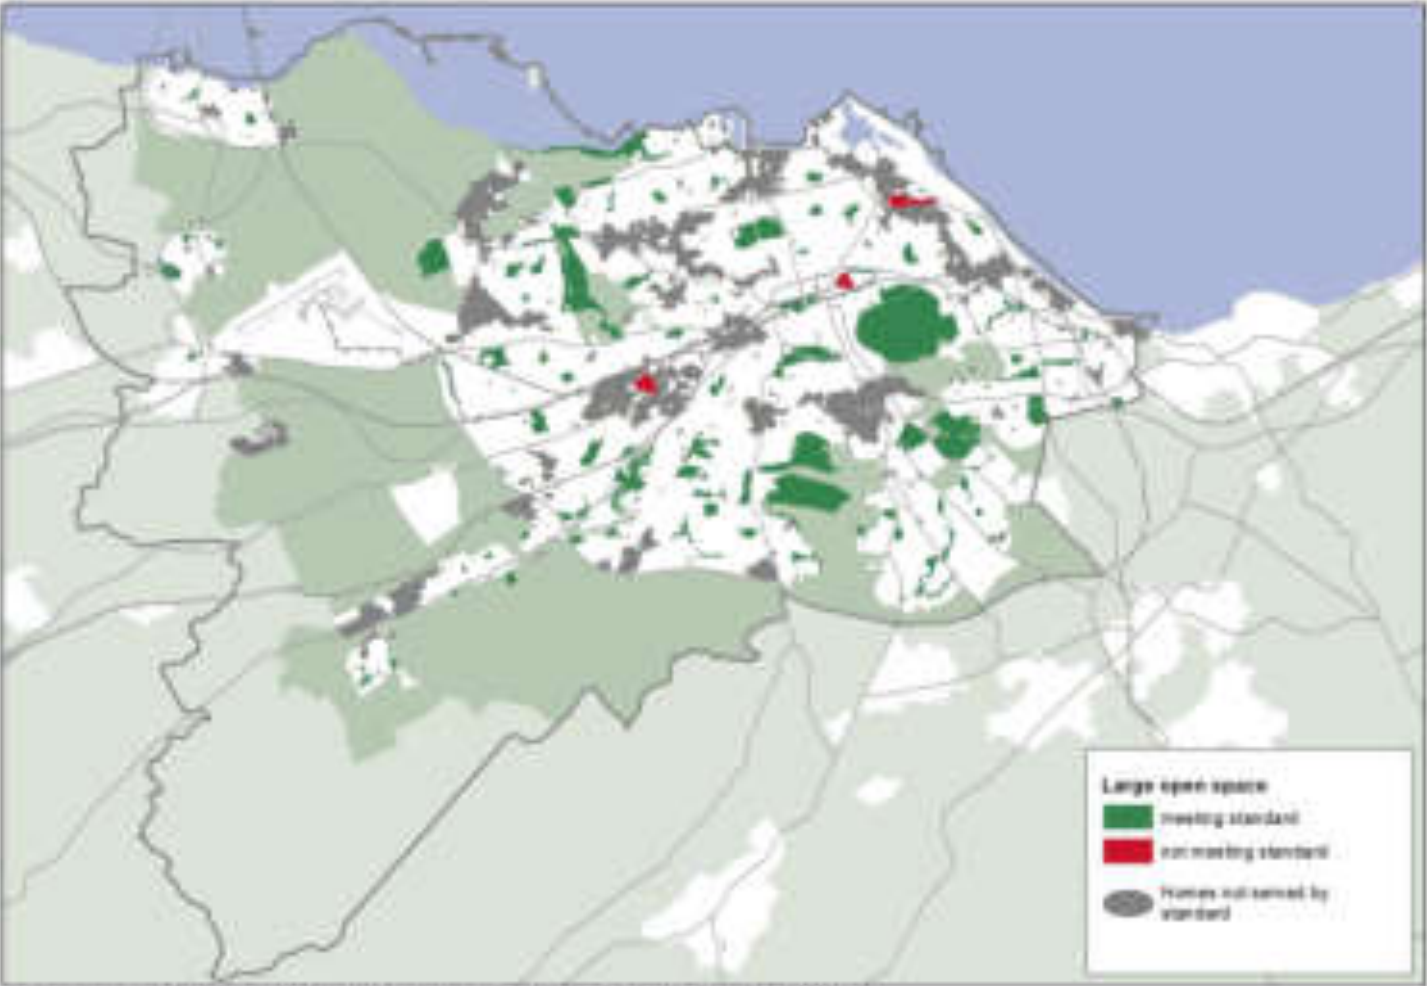 Large open space
meeting standard
not meeting standard
Homes not served by
standard